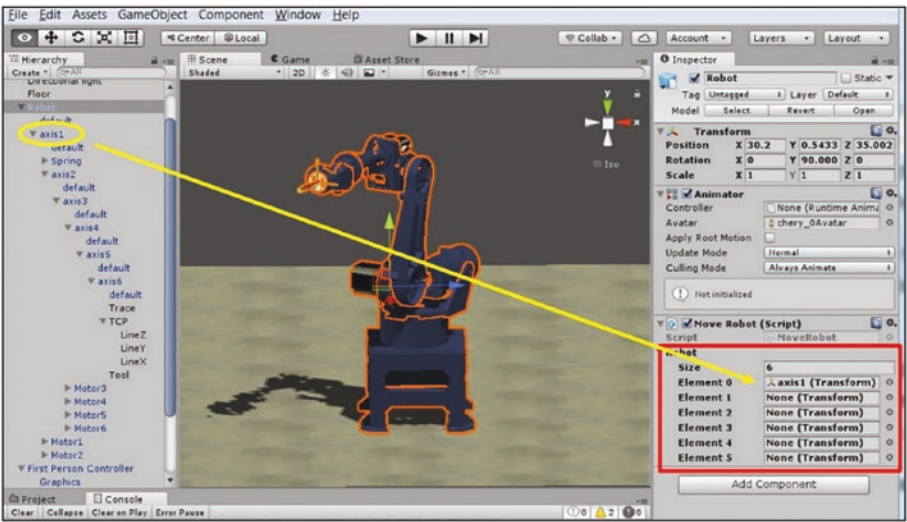 File Edit Assets GameObject Component Window Help
Center Local
Collab Account Layers Layout
Hierarchy
Create
All
Directional light
Floor
Robot
default
axis1
default
Spring
axis2
default
axis3
default
axis4
default
axis5
default
axis6
default
Trace
TCP
LineZ
LineY
LineX
Tool
Motor3
Motor4
Motor5
Motor6
Motor1
Motor2
First Person Controller
Graphics
Scene Game Asset Store
Shaded 2D Gizmos All
y
x
Iso
Inspector
Robot Static
Tag Untagged Layer Default
Model Select Revert Open
Transform
Position X 30.2 Y 0.5433 Z 35.002
Rotation X 0 Y 90.000 Z 0
Scale X 1 Y 1 Z 1
Animator
Controller None (Runtime Anima
Avatar chery_0Avatar
Apply Root Motion
Update Mode Normal
Culling Mode Always Animate
Not initialized
Move Robot (Script)
Script MoveRobot
Robot
Size 6
Element 0 axis1 (Transform)
Element 1 None (Transform)
Element 2 None (Transform)
Element 3 None (Transform)
Element 4 None (Transform)
Element 5 None (Transform)
Add Component
Project Console
Clear Collapse Clear on Play Error Pause
0 2 0